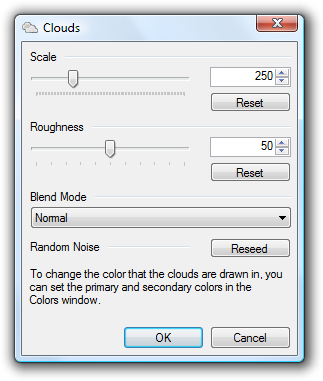 Clouds
Scale
250
Reset
Roughness
50
Reset
Blend Mode
Normal
Random Noise
Reseed
To change the color that the clouds are drawn in, you
can set the primary and secondary colors in the
Colors window.
OK
Cancel